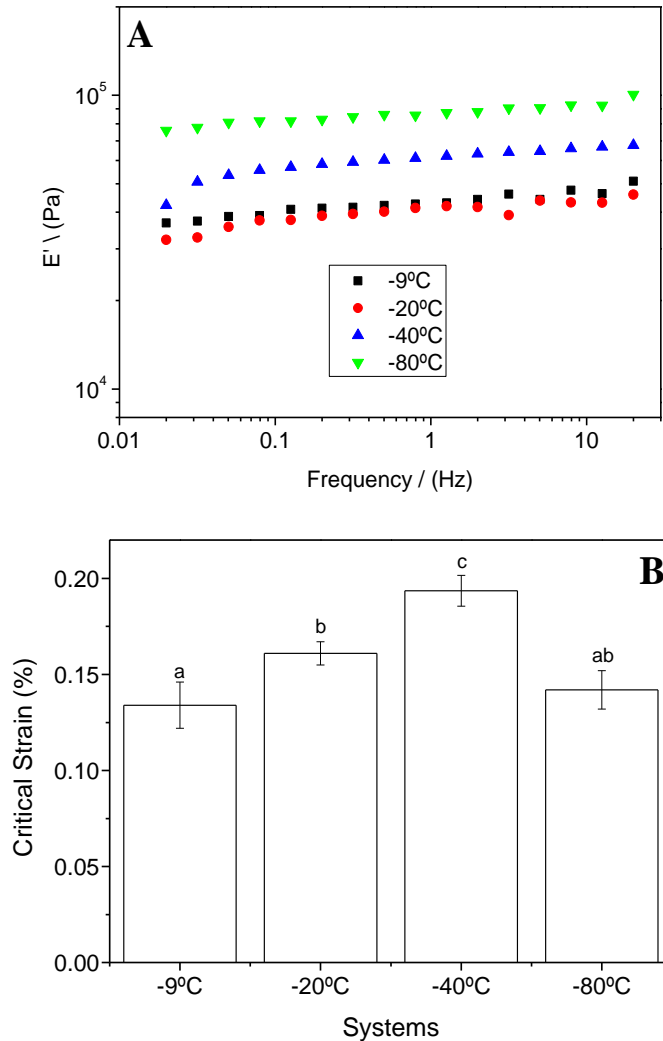 A
10^5
E' \ (Pa)
-9ºC
-20ºC
-40ºC
-80ºC
10^4
0.01
0.1
1
10
Frequency / (Hz)
B
0.20
c
b
a
ab
0.15
Critical Strain (%)
0.10
0.05
0.00
-9ºC
-20ºC
-40ºC
-80ºC
Systems